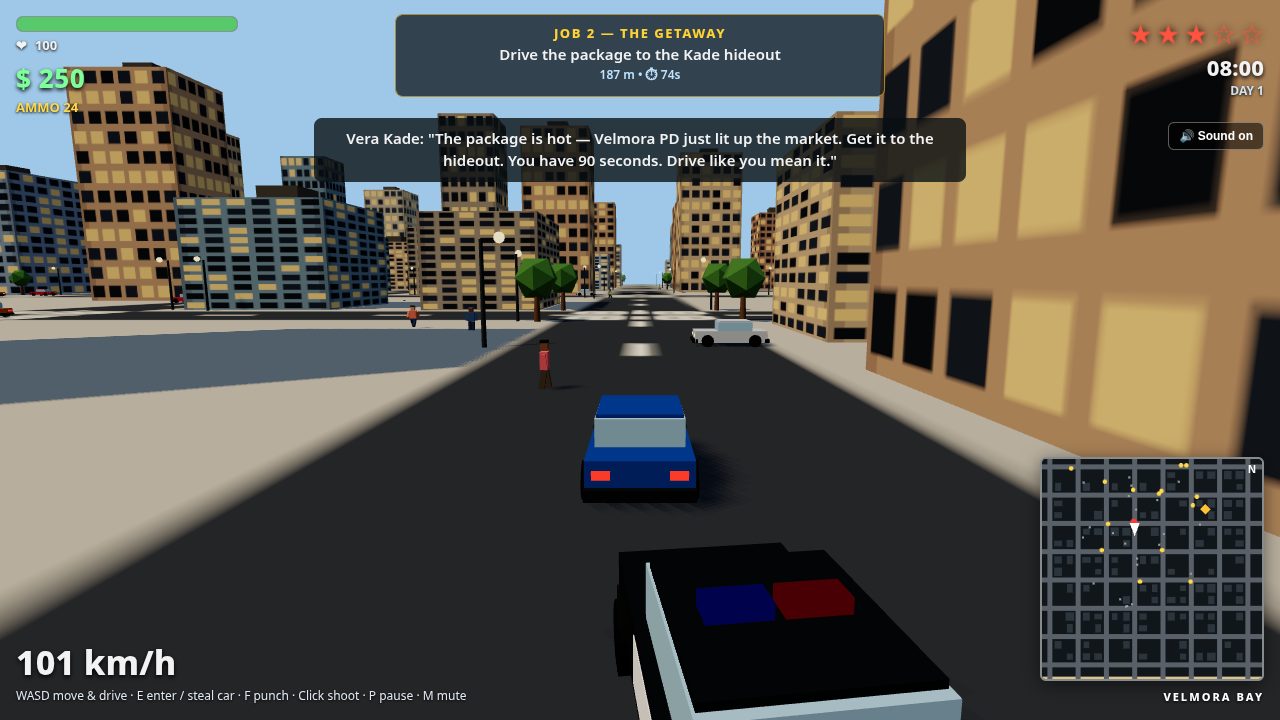 ❤ 100
$ 250
AMMO 24
JOB 2 — THE GETAWAY
Drive the package to the Kade hideout
187 m • ⏱ 74s
Vera Kade: "The package is hot — Velmora PD just lit up the market. Get it to the
hideout. You have 90 seconds. Drive like you mean it."
★ ★ ★ ☆ ☆
08:00
DAY 1
🔊 Sound on
N
101 km/h
WASD move & drive · E enter / steal car · F punch · Click shoot · P pause · M mute
VELMORA BAY